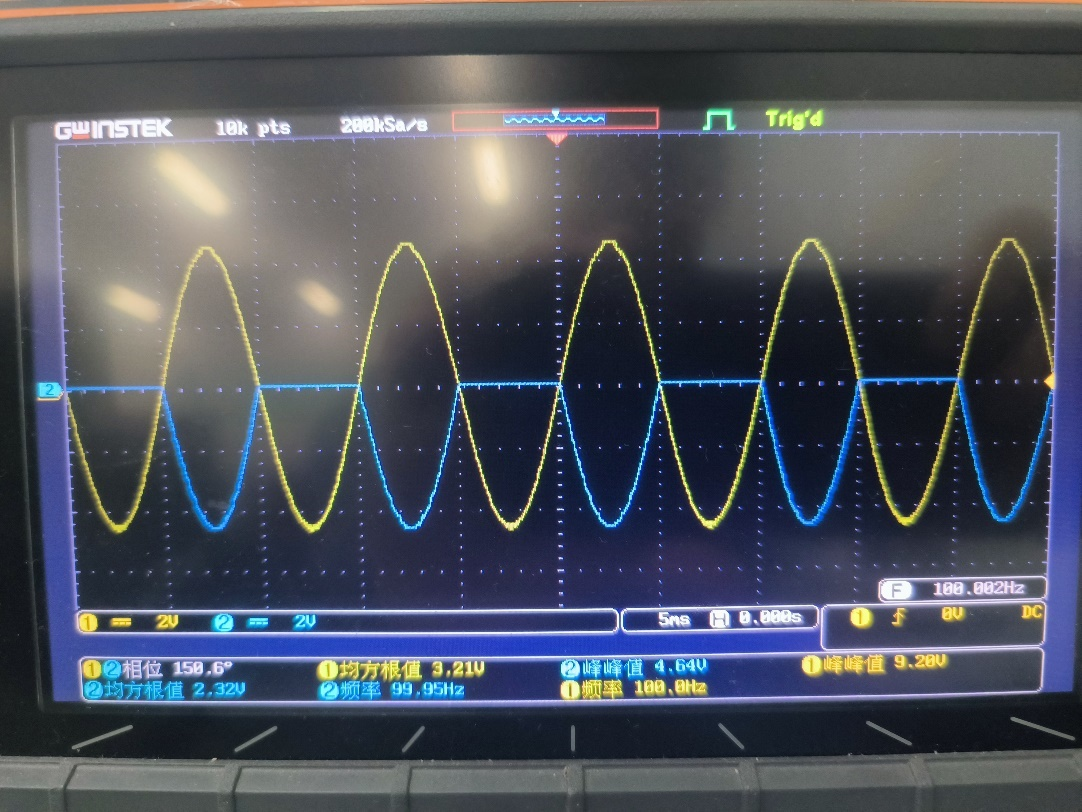 GWINSTEK 10k pts 200kSa/s Trig'd
2
F 100.002Hz
1 2V 2 2V 5ms H 0.000s 1 0V DC
12相位 150.6° 1均方根值 3.21V 2峰峰值 4.64V 1峰峰值 9.20V
2均方根值 2.32V 2频率 99.95Hz 1频率 100.0Hz